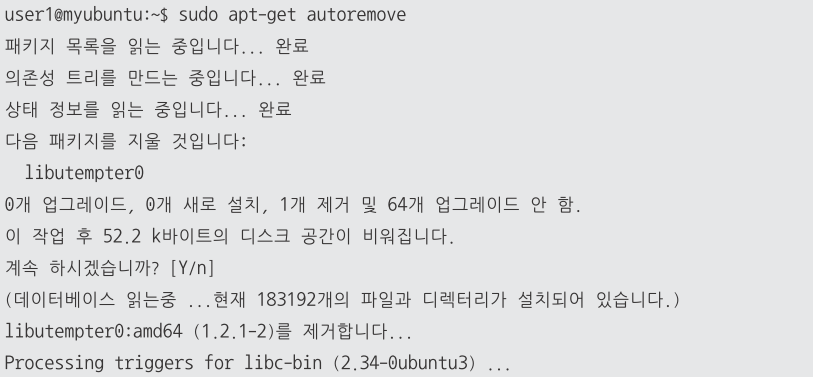 user1@myubuntu:~$ sudo apt-get autoremove
패키지 목록을 읽는 중입니다... 완료
의존성 트리를 만드는 중입니다... 완료
상태 정보를 읽는 중입니다... 완료
다음 패키지를 지울 것입니다:
  libutempter0
0개 업그레이드, 0개 새로 설치, 1개 제거 및 64개 업그레이드 안 함.
이 작업 후 52.2 k바이트의 디스크 공간이 비워집니다.
계속 하시겠습니까? [Y/n]
(데이터베이스 읽는중 ...현재 183192개의 파일과 디렉터리가 설치되어 있습니다.)
libutempter0:amd64 (1.2.1-2)를 제거합니다...
Processing triggers for libc-bin (2.34-0ubuntu3) ...